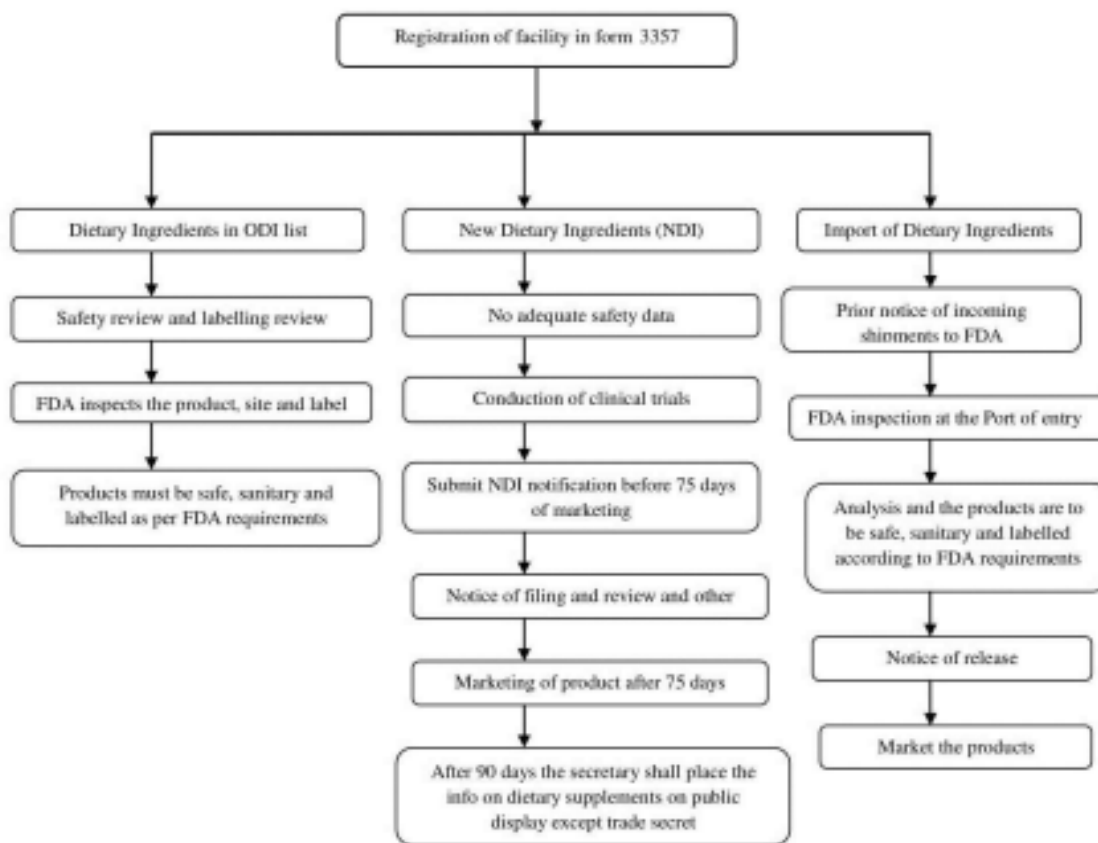 Registration of facility in form 3357
Dietary Ingredients in ODI list
Safety review and labelling review
FDA inspects the product, site and label
Products must be safe, sanitary and
labelled as per FDA requirements
New Dietary Ingredients (NDI)
No adequate safety data
Conduction of clinical trials
Submit NDI notification before 75 days
of marketing
Notice of filing and review and other
Marketing of product after 75 days
After 90 days the secretary shall place the
info on dietary supplements on public
display except trade secret
Import of Dietary Ingredients
Prior notice of incoming
shipments to FDA
FDA inspection at the Port of entry
Analysis and the products are to
be safe, sanitary and labelled
according to FDA requirements
Notice of release
Market the products